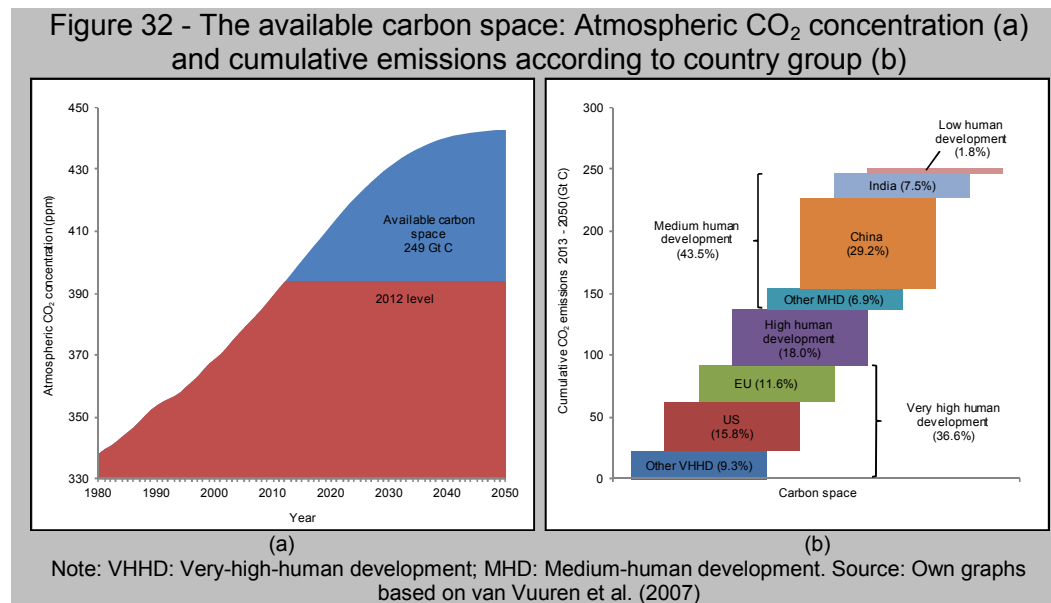 Figure 32 - The available carbon space: Atmospheric CO₂ concentration (a)
and cumulative emissions according to country group (b)
450
430
410
390
370
350
330
Atmospheric CO₂ concentration (ppm)
Available carbon
space
249 Gt C
2012 level
1980 1990 2000 2010 2020 2030 2040 2050
Year
(a)
300
250
200
150
100
50
0
Cumulative CO₂ emissions 2013 - 2050 (Gt C)
Low human
development
(1.8%)
India (7.5%)
Medium human
development
(43.5%)
China
(29.2%)
Other MHD (6.9%)
High human
development
(18.0%)
EU (11.6%)
Very high human
development
(36.6%)
US
(15.8%)
Other VHHD (9.3%)
Carbon space
(b)
Note: VHHD: Very-high-human development; MHD: Medium-human development. Source: Own graphs
based on van Vuuren et al. (2007)